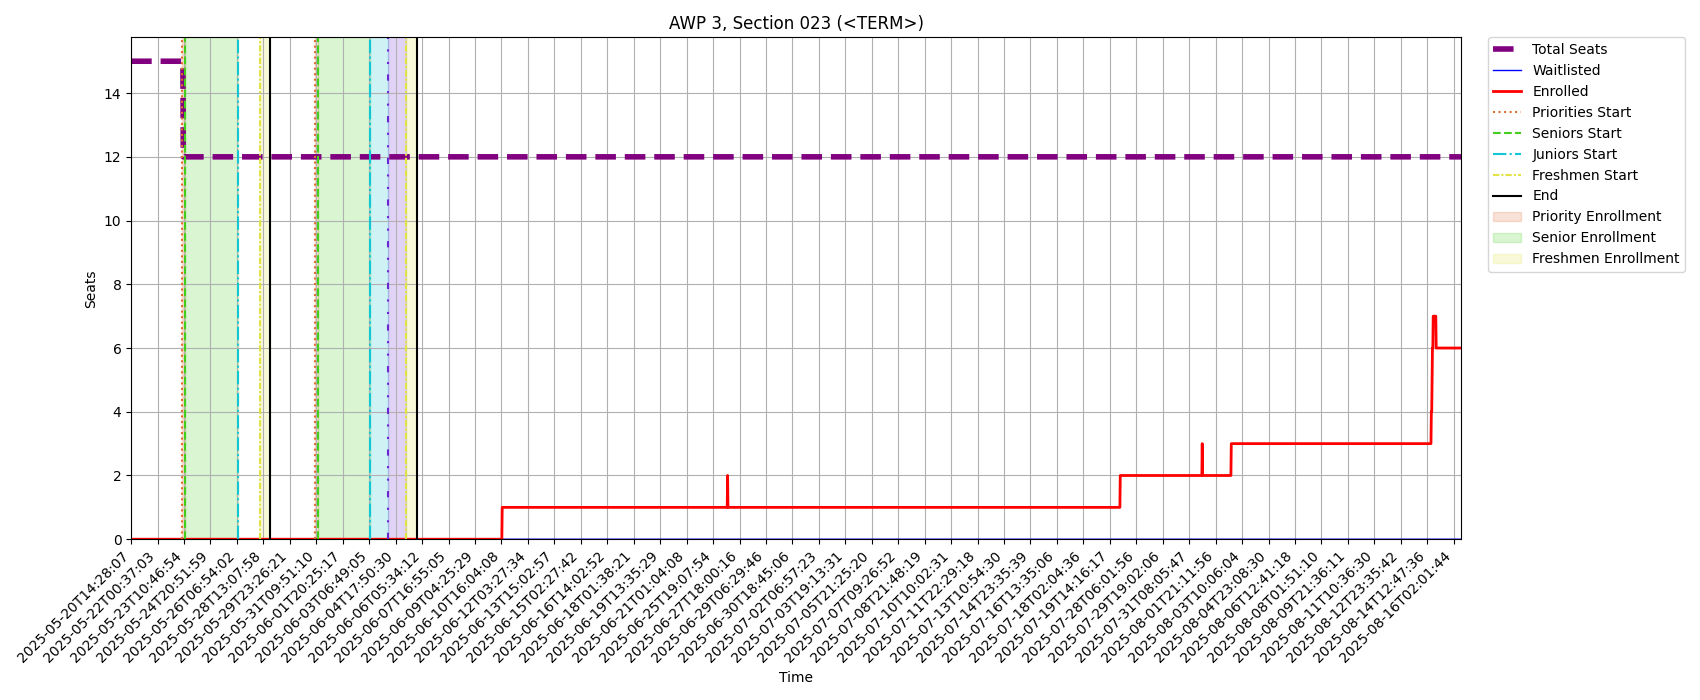 AWP 3, Section 023 (<TERM>)
Total Seats
Waitlisted
Enrolled
Priorities Start
Seniors Start
Juniors Start
Freshmen Start
End
Priority Enrollment
Senior Enrollment
Freshmen Enrollment
Seats
14
12
10
8
6
4
2
0
2025-05-20T14:28:07
2025-05-22T00:37:03
2025-05-23T10:46:54
2025-05-24T20:51:59
2025-05-26T06:54:02
2025-05-28T13:07:58
2025-05-29T23:26:21
2025-05-31T09:51:10
2025-06-01T20:25:17
2025-06-03T06:49:05
2025-06-04T17:50:30
2025-06-06T05:34:12
2025-06-07T16:55:05
2025-06-09T04:25:29
2025-06-10T16:04:08
2025-06-12T03:27:34
2025-06-13T15:02:57
2025-06-15T02:27:42
2025-06-16T14:02:52
2025-06-18T01:38:21
2025-06-19T13:35:29
2025-06-21T01:04:08
2025-06-25T19:07:54
2025-06-27T18:00:16
2025-06-29T06:29:46
2025-06-30T18:45:06
2025-07-02T06:57:23
2025-07-03T19:13:31
2025-07-05T21:25:20
2025-07-07T09:26:52
2025-07-08T21:48:19
2025-07-10T10:02:31
2025-07-11T22:29:18
2025-07-13T10:54:30
2025-07-14T23:35:39
2025-07-16T13:35:06
2025-07-18T02:04:36
2025-07-19T14:16:17
2025-07-28T06:01:56
2025-07-29T19:02:06
2025-07-31T08:05:47
2025-08-01T21:11:56
2025-08-03T10:06:04
2025-08-04T23:08:30
2025-08-06T12:41:18
2025-08-08T01:51:10
2025-08-09T21:36:11
2025-08-11T10:36:30
2025-08-12T23:35:42
2025-08-14T12:47:36
2025-08-16T02:01:44
Time